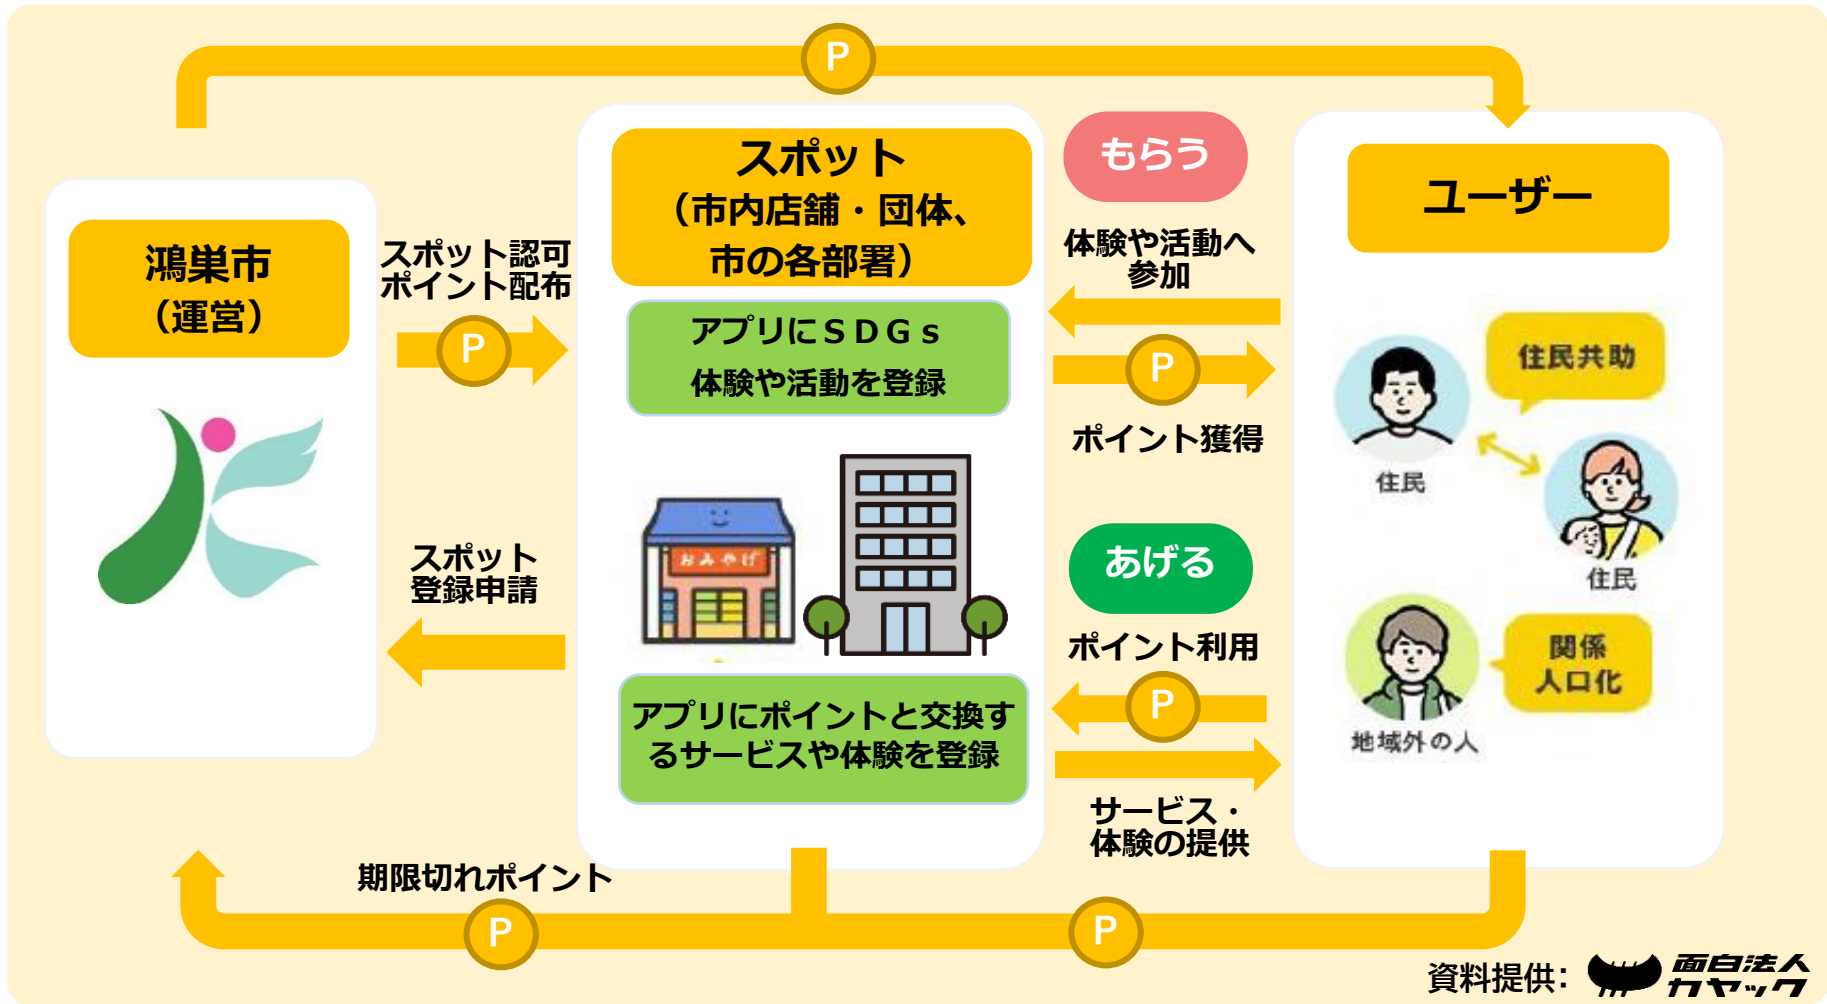 P
鴻巣市
（運営）
スポット認可
ポイント配布
P
スポット
登録申請
スポット
（市内店舗・団体、
市の各部署）
アプリにＳＤＧｓ
体験や活動を登録
おみやげ
アプリにポイントと交換す
るサービスや体験を登録
もらう
体験や活動へ
参加
P
ポイント獲得
あげる
ポイント利用
P
サービス・
体験の提供
ユーザー
住民共助
住民
住民
関係
人口化
地域外の人
期限切れポイント
P
P
資料提供：
面白法人
カヤック